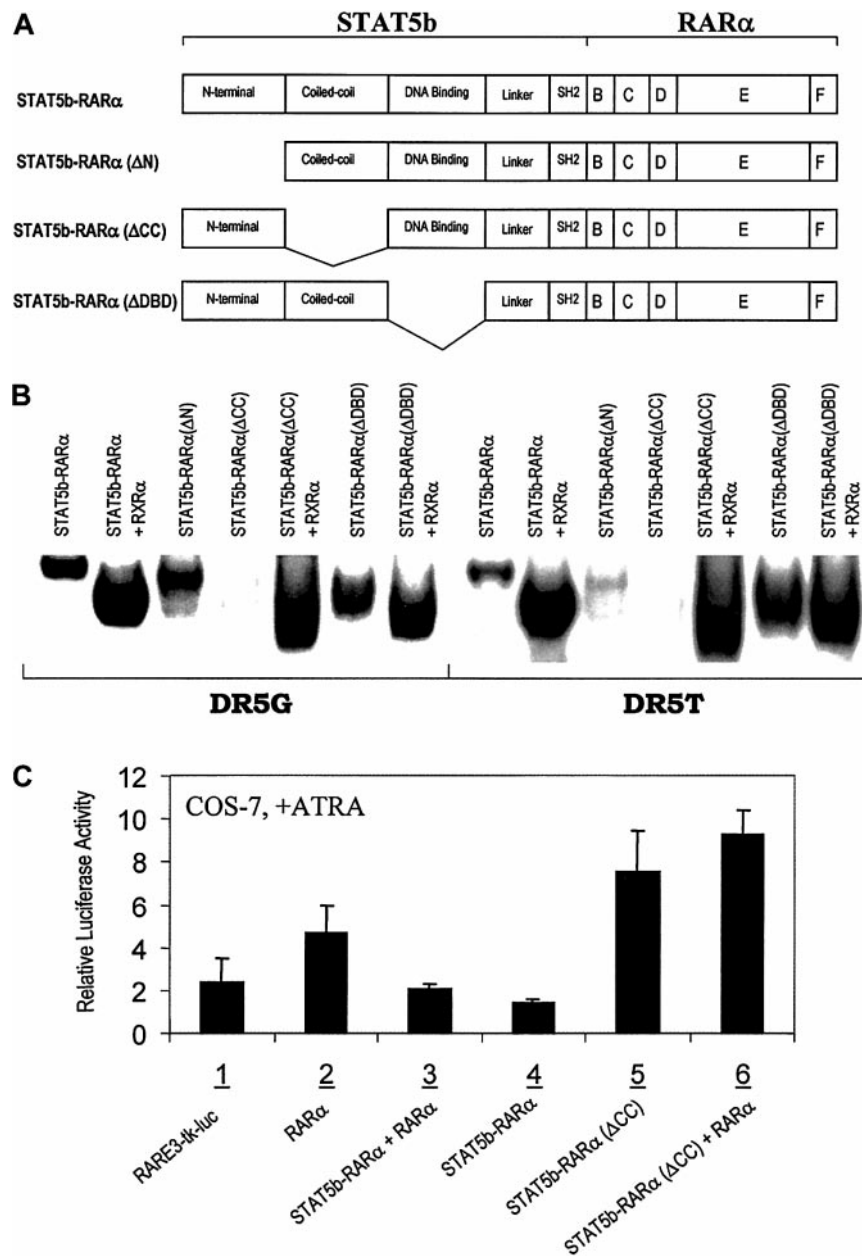 A
STAT5b RARα
STAT5b-RARα N-terminal Coiled-coil DNA Binding Linker SH2 B C D E F
STAT5b-RARα (ΔN) Coiled-coil DNA Binding Linker SH2 B C D E F
STAT5b-RARα (ΔCC) N-terminal DNA Binding Linker SH2 B C D E F
STAT5b-RARα (ΔDBD) N-terminal Coiled-coil Linker SH2 B C D E F
B
STAT5b-RARα
STAT5b-RARα
+ RXRα
STAT5b-RARα(ΔN)
STAT5b-RARα(ΔCC)
STAT5b-RARα(ΔCC)
+RXRα
STAT5b-RARα(ΔDBD)
STAT5b-RARα(ΔDBD)
+ RXRα
STAT5b-RARα
STAT5b-RARα
+ RXRα
STAT5b-RARα(ΔN)
STAT5b-RARα(ΔCC)
STAT5b-RARα(ΔCC)
+RXRα
STAT5b-RARα(ΔDBD)
STAT5b-RARα(ΔDBD)
+ RXRα
DR5G DR5T
C
Relative Luciferase Activity
12
10
8
6
4
2
0
COS-7, +ATRA
1 2 3 4 5 6
RARE3-tk-luc
RARα
STAT5b-RARα + RARα
STAT5b-RARα
STAT5b-RARα (ΔCC)
STAT5b-RARα (ΔCC) + RARα